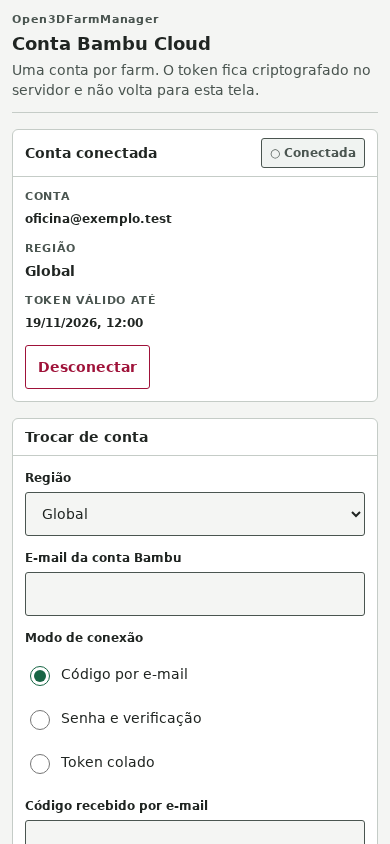 Open3DFarmManager
Conta Bambu Cloud
Uma conta por farm. O token fica criptografado no
servidor e não volta para esta tela.
Conta conectada
Conectada
CONTA
oficina@exemplo.test
REGIÃO
Global
TOKEN VÁLIDO ATÉ
19/11/2026, 12:00
Desconectar
Trocar de conta
Região
Global
E-mail da conta Bambu
Modo de conexão
Código por e-mail
Senha e verificação
Token colado
Código recebido por e-mail